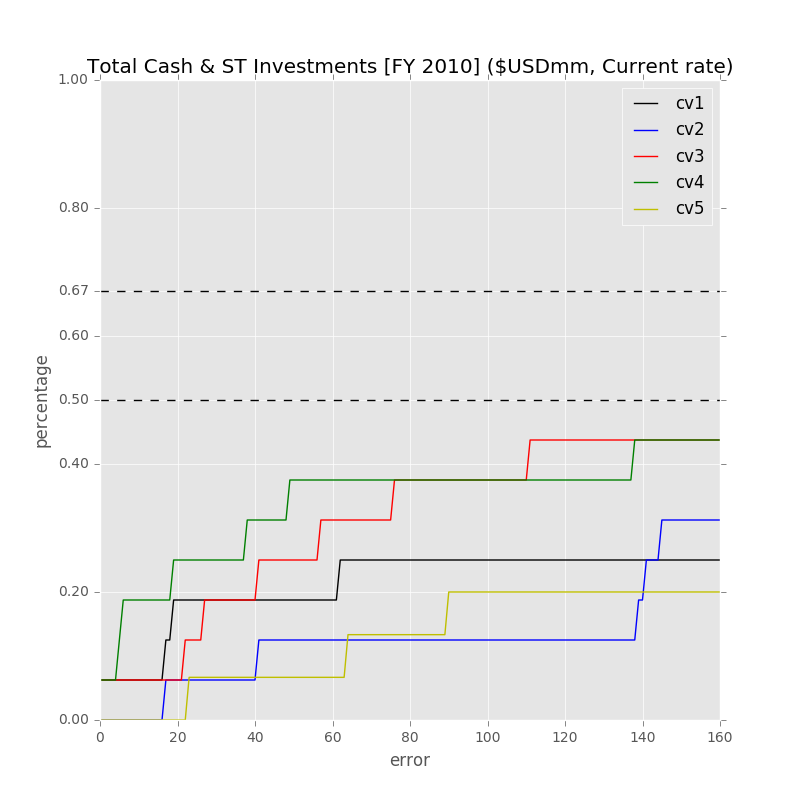 Total Cash & ST Investments [FY 2010] ($USDmm, Current rate)
1.00
0.80
0.67
0.60
0.50
0.40
0.20
0.00
percentage
cv1
cv2
cv3
cv4
cv5
0 20 40 60 80 100 120 140 160
error